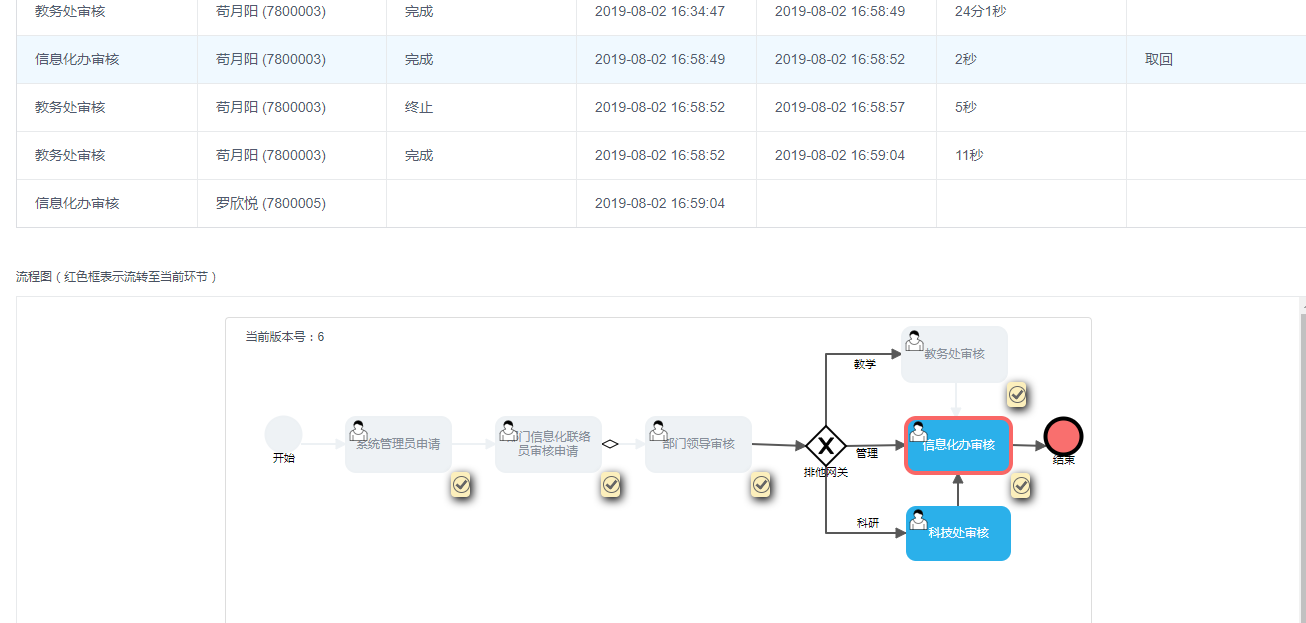 教务处审核 荀月阳 (7800003) 完成 2019-08-02 16:34:47 2019-08-02 16:58:49 24分1秒
信息化办审核 荀月阳 (7800003) 完成 2019-08-02 16:58:49 2019-08-02 16:58:52 2秒 取回
教务处审核 荀月阳 (7800003) 终止 2019-08-02 16:58:52 2019-08-02 16:58:57 5秒
教务处审核 荀月阳 (7800003) 完成 2019-08-02 16:58:52 2019-08-02 16:59:04 11秒
信息化办审核 罗欣悦 (7800005) 2019-08-02 16:59:04
流程图 ( 红色框表示流转至当前环节 )
当前版本号：6
教务处审核
教学
开始
系统管理员申请
门信息化联络
员审核申请
部门领导审核
X
排他网关
管理
信息化办审核
结束
科研
科技处审核